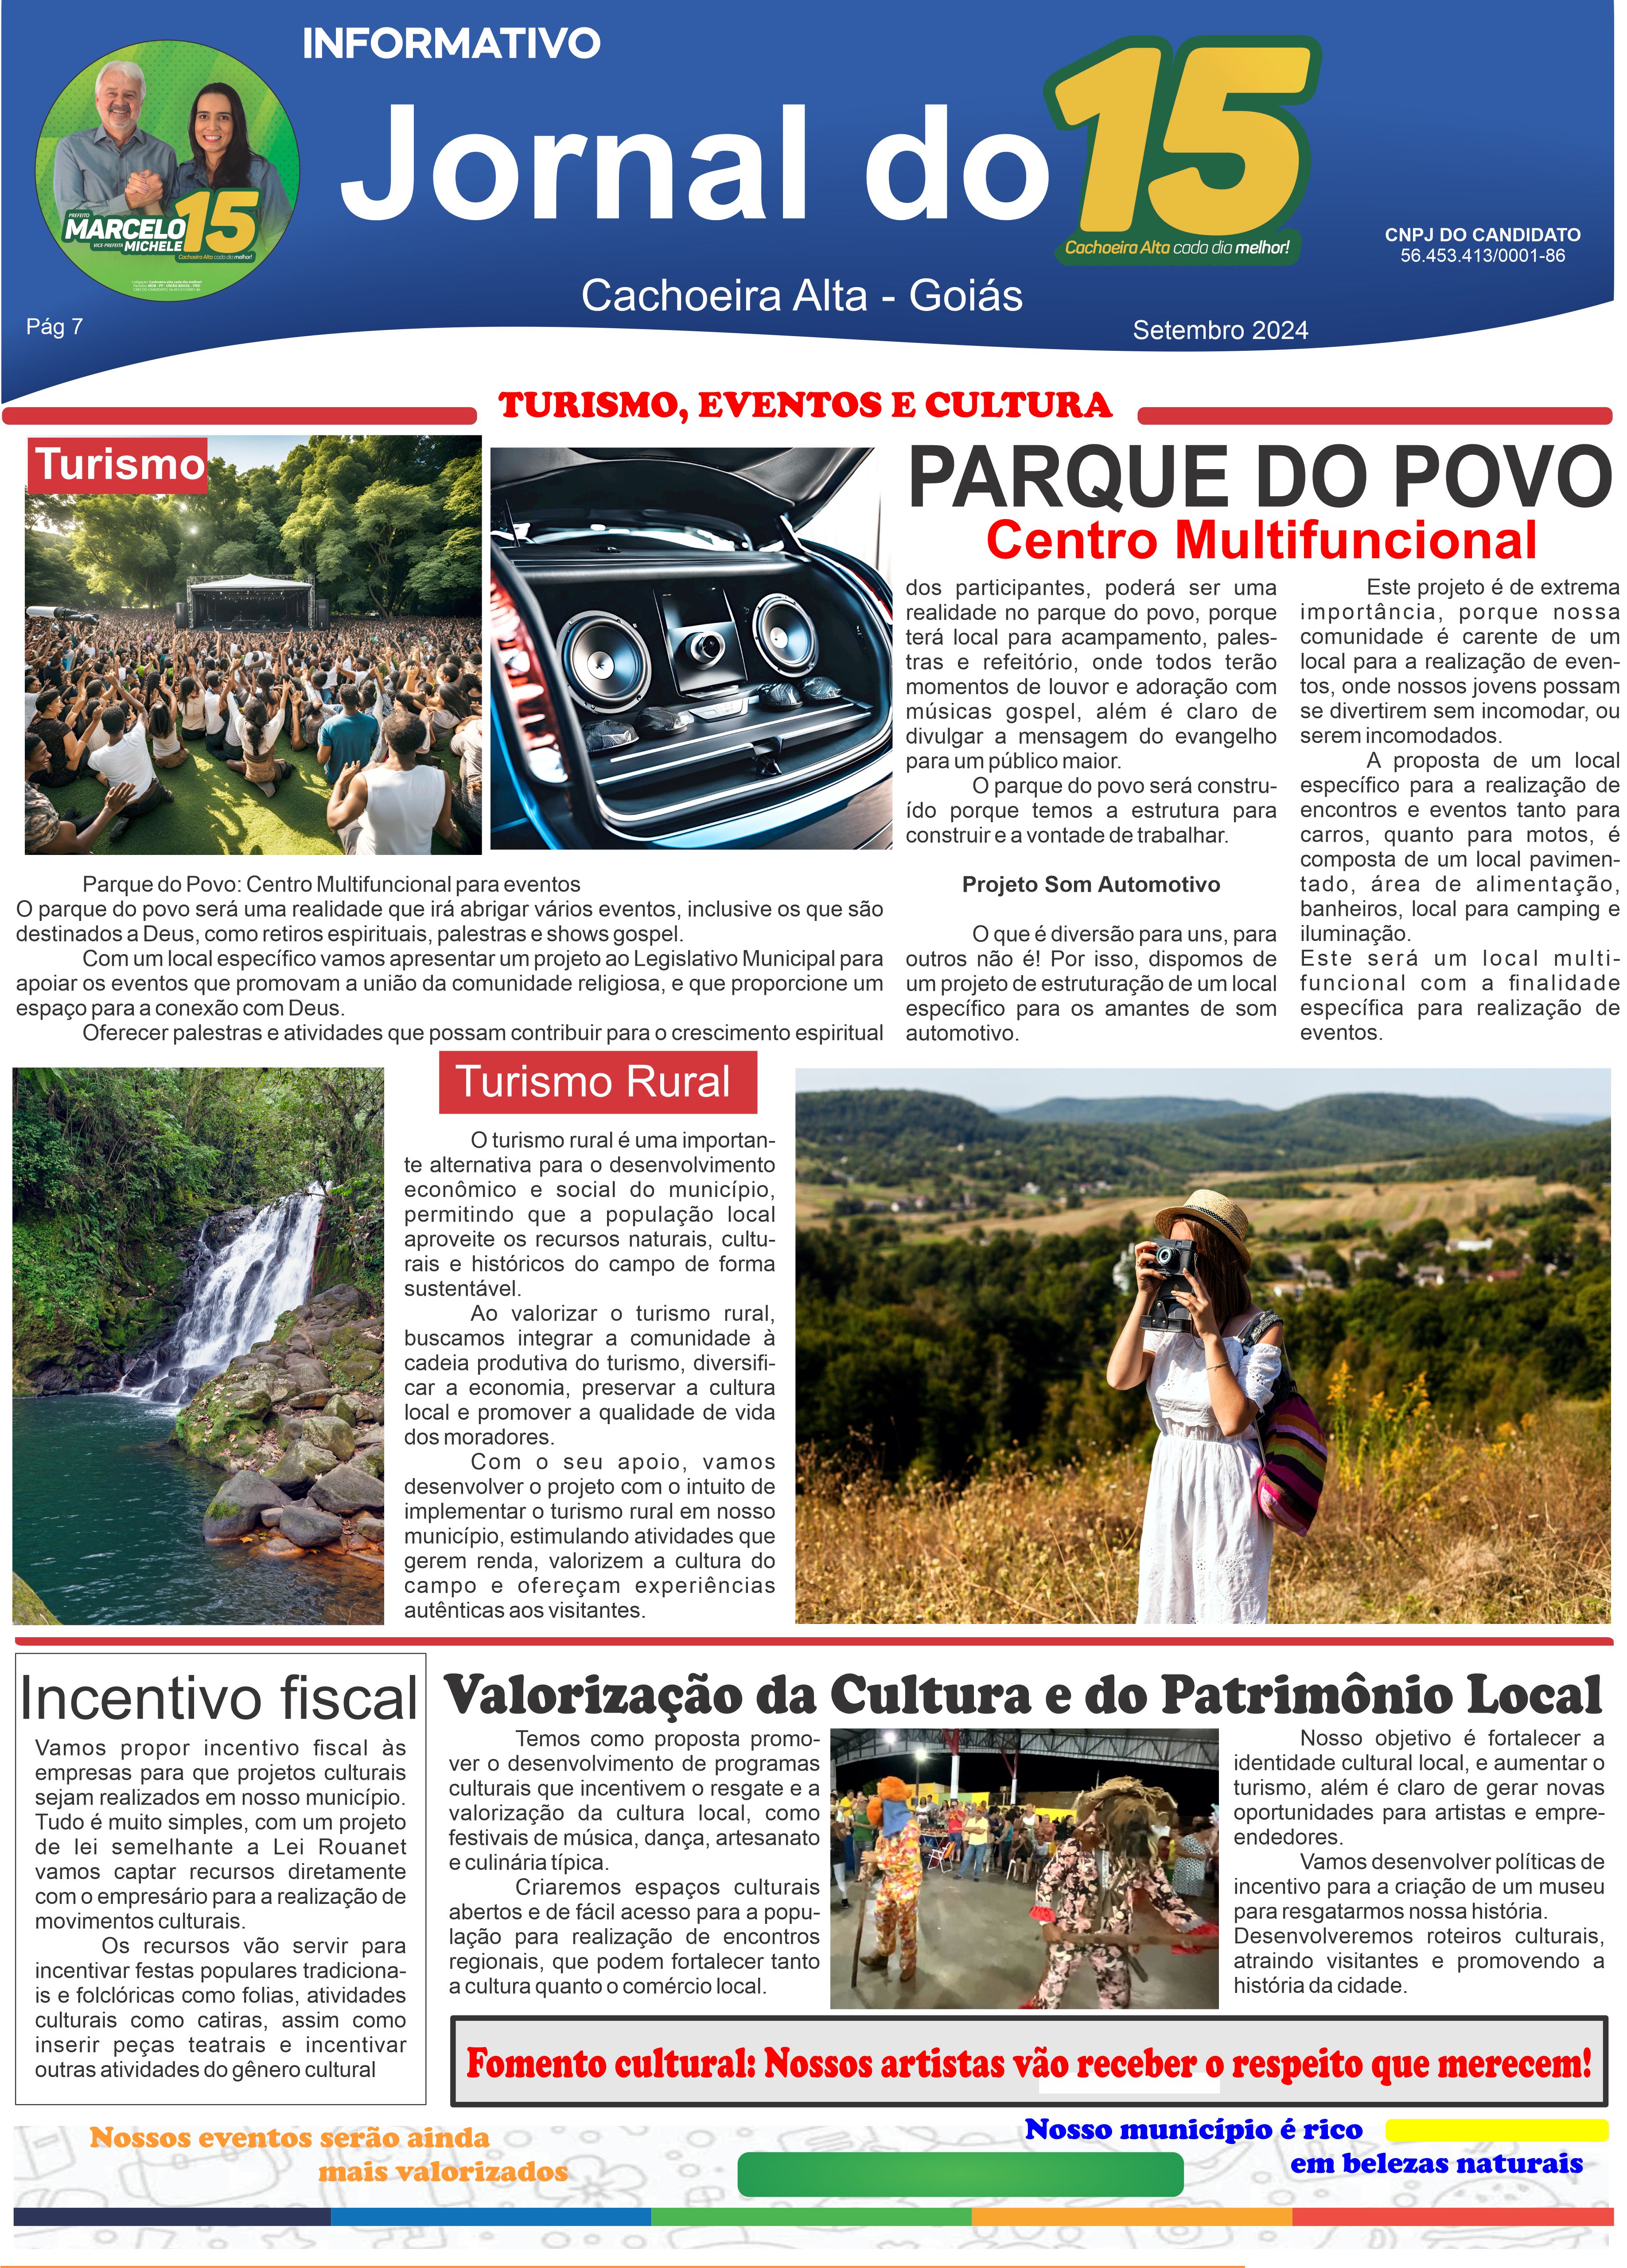 INFORMATIVO
Jornal do 15
Cachoeira Alta cada dia melhor!
PREFEITO
MARCELO 15
VICE-PREFEITA MICHELE
Cachoeira Alta cada dia melhor!
CNPJ DO CANDIDATO
56.453.413/0001-86
Cachoeira Alta - Goiás
Pág 7
Setembro 2024
TURISMO, EVENTOS E CULTURA
Turismo
PARQUE DO POVO
Centro Multifuncional
Parque do Povo: Centro Multifuncional para eventos
O parque do povo será uma realidade que irá abrigar vários eventos, inclusive os que são
destinados a Deus, como retiros espirituais, palestras e shows gospel.
Com um local específico vamos apresentar um projeto ao Legislativo Municipal para
apoiar os eventos que promovam a união da comunidade religiosa, e que proporcione um
espaço para a conexão com Deus.
Oferecer palestras e atividades que possam contribuir para o crescimento espiritual
dos participantes, poderá ser uma
realidade no parque do povo, porque
terá local para acampamento, pales-
tras e refeitório, onde todos terão
momentos de louvor e adoração com
músicas gospel, além é claro de
divulgar a mensagem do evangelho
para um público maior.
O parque do povo será constru-
ído porque temos a estrutura para
construir e a vontade de trabalhar.
Projeto Som Automotivo
O que é diversão para uns, para
outros não é! Por isso, dispomos de
um projeto de estruturação de um local
específico para os amantes de som
automotivo.
Este projeto é de extrema
importância, porque nossa
comunidade é carente de um
local para a realização de even-
tos, onde nossos jovens possam
se divertirem sem incomodar, ou
serem incomodados.
A proposta de um local
específico para a realização de
encontros e eventos tanto para
carros, quanto para motos, é
composta de um local pavimen-
tado, área de alimentação,
banheiros, local para camping e
iluminação.
Este será um local multi-
funcional com a finalidade
específica para realização de
eventos.
Turismo Rural
O turismo rural é uma importan-
te alternativa para o desenvolvimento
econômico e social do município,
permitindo que a população local
aproveite os recursos naturais, cultu-
rais e históricos do campo de forma
sustentável.
Ao valorizar o turismo rural,
buscamos integrar a comunidade à
cadeia produtiva do turismo, diversifi-
car a economia, preservar a cultura
local e promover a qualidade de vida
dos moradores.
Com o seu apoio, vamos
desenvolver o projeto com o intuito de
implementar o turismo rural em nosso
município, estimulando atividades que
gerem renda, valorizem a cultura do
campo e ofereçam experiências
autênticas aos visitantes.
Incentivo fiscal
Vamos propor incentivo fiscal às
empresas para que projetos culturais
sejam realizados em nosso município.
Tudo é muito simples, com um projeto
de lei semelhante a Lei Rouanet
vamos captar recursos diretamente
com o empresário para a realização de
movimentos culturais.
Os recursos vão servir para
incentivar festas populares tradiciona-
is e folclóricas como folias, atividades
culturais como catiras, assim como
inserir peças teatrais e incentivar
outras atividades do gênero cultural
Valorização da Cultura e do Patrimônio Local
Temos como proposta promo-
ver o desenvolvimento de programas
culturais que incentivem o resgate e a
valorização da cultura local, como
festivais de música, dança, artesanato
e culinária típica.
Criaremos espaços culturais
abertos e de fácil acesso para a popu-
lação para realização de encontros
regionais, que podem fortalecer tanto
a cultura quanto o comércio local.
Nosso objetivo é fortalecer a
identidade cultural local, e aumentar o
turismo, além é claro de gerar novas
oportunidades para artistas e empre-
endedores.
Vamos desenvolver políticas de
incentivo para a criação de um museu
para resgatarmos nossa história.
Desenvolveremos roteiros culturais,
atraindo visitantes e promovendo a
história da cidade.
Fomento cultural: Nossos artistas vão receber o respeito que merecem!
Nossos eventos serão ainda
mais valorizados
Nosso município é rico
em belezas naturais